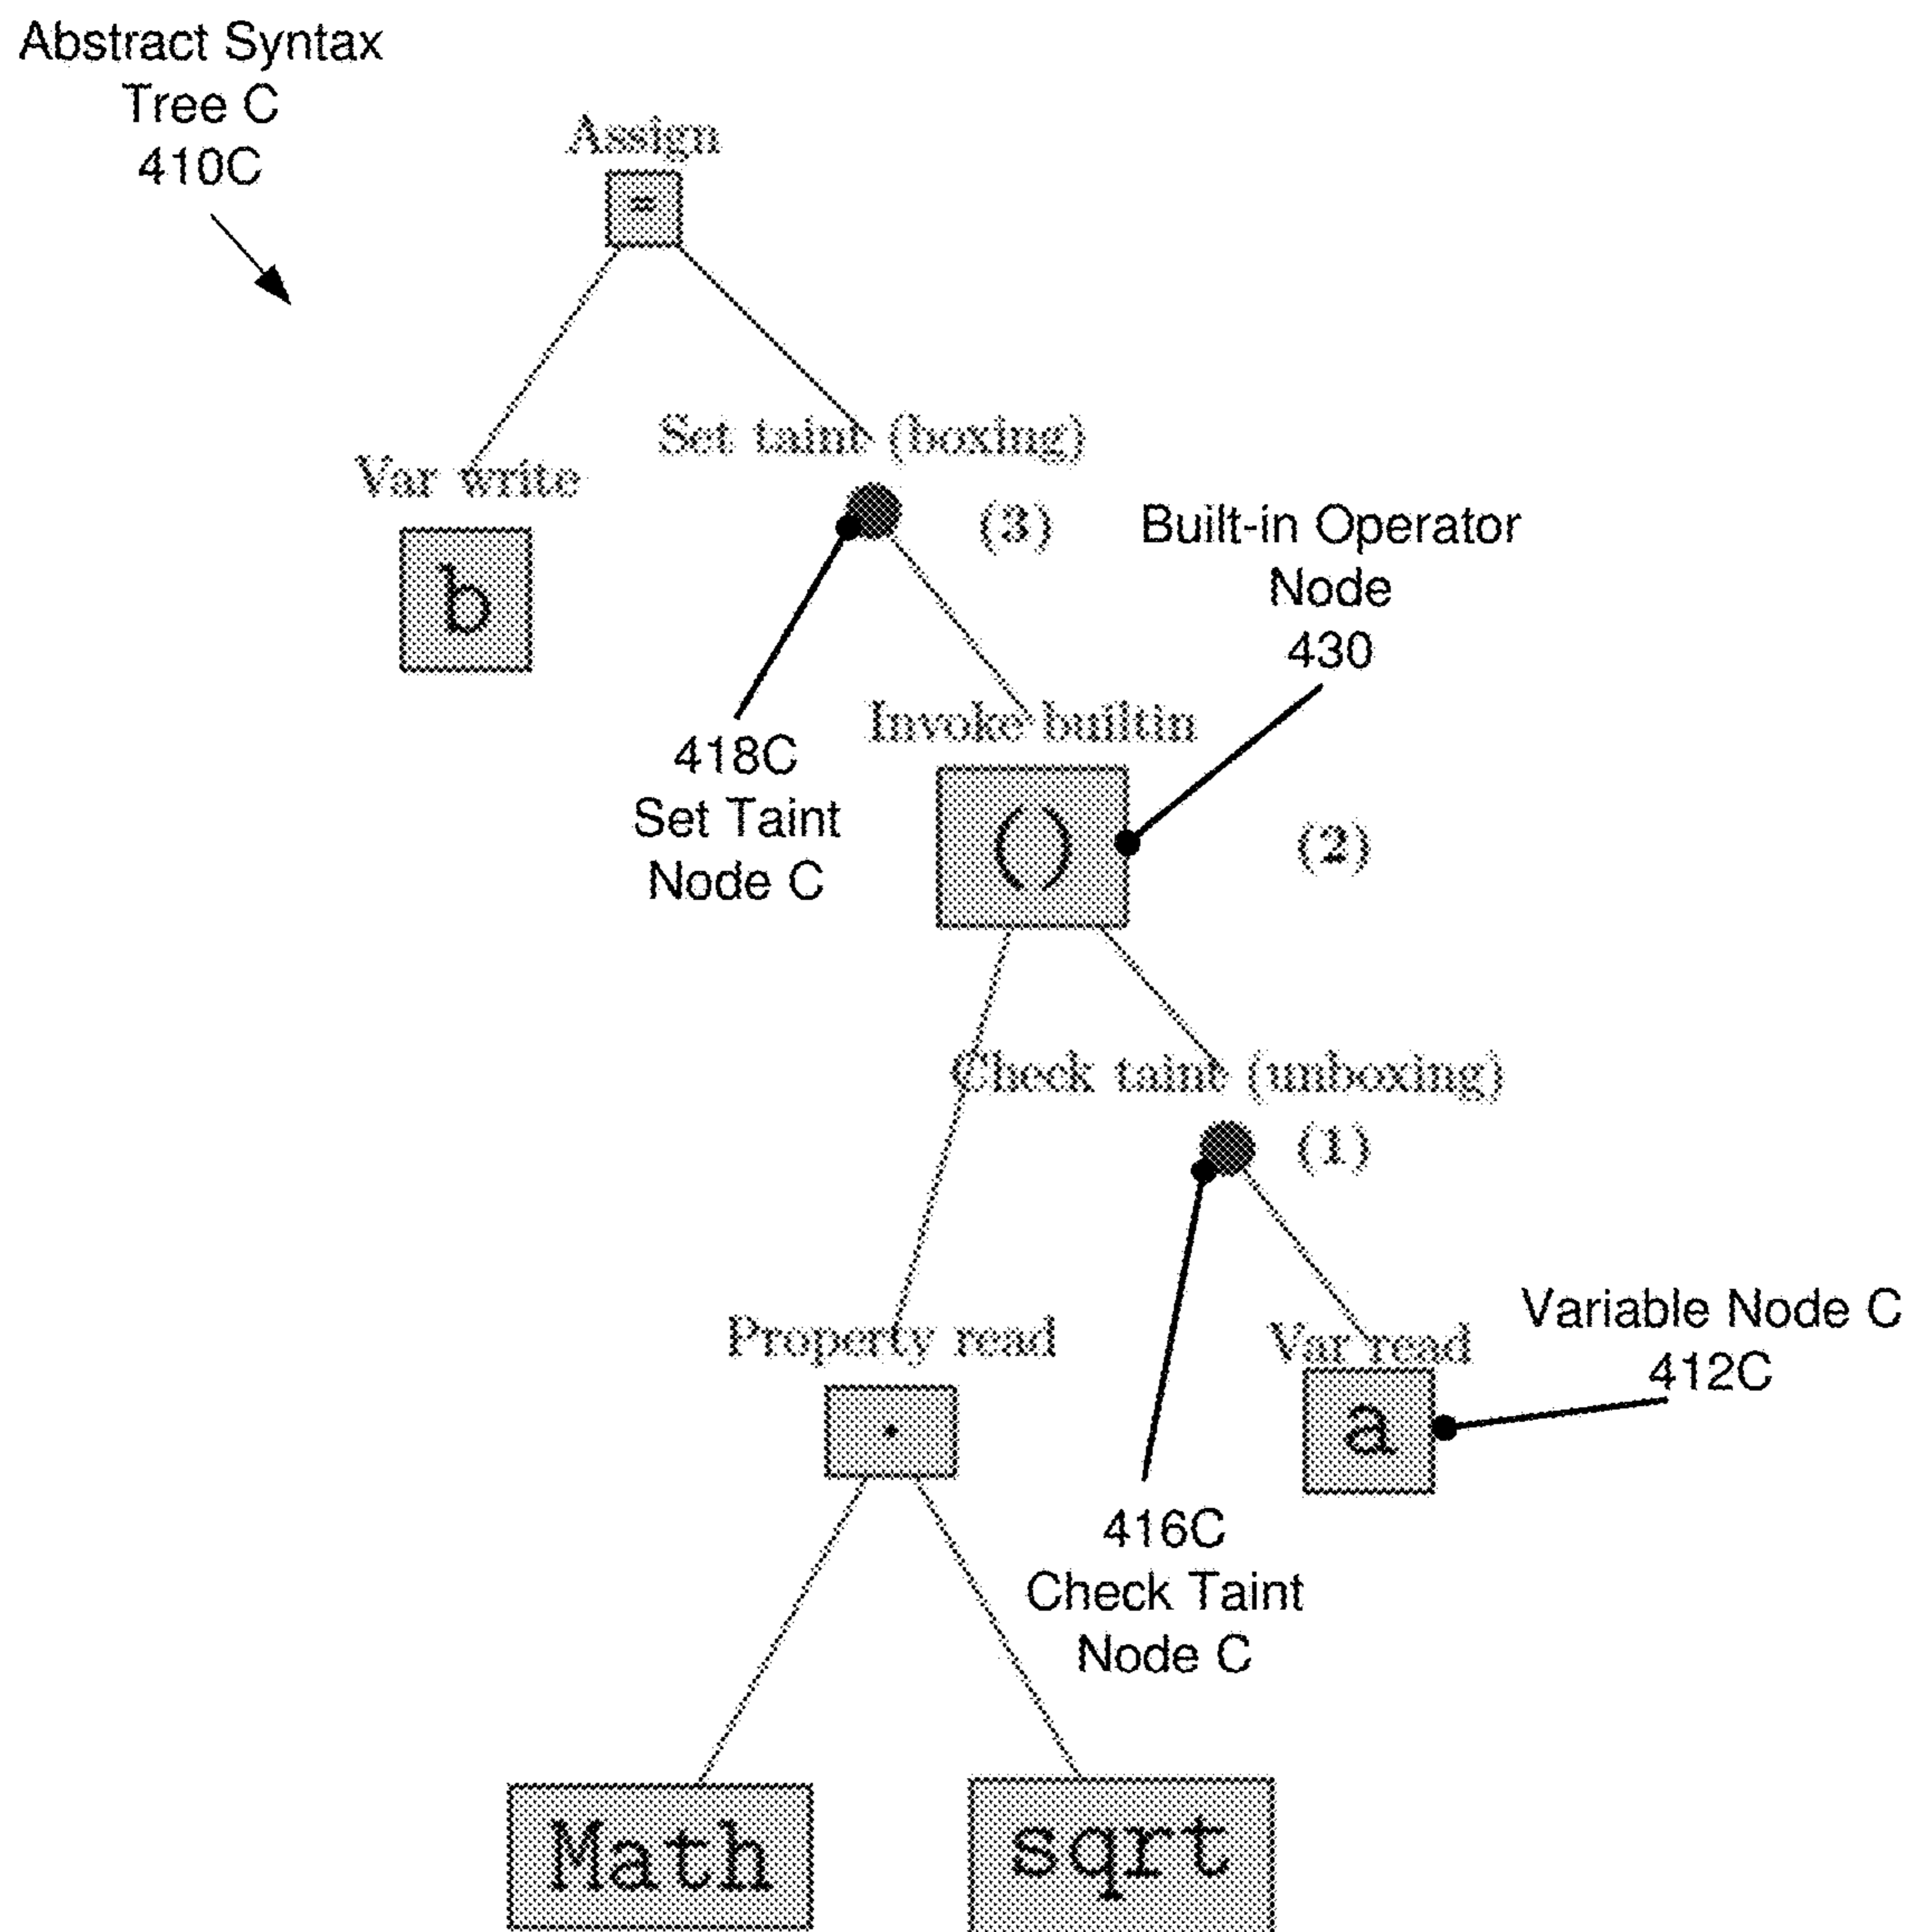 Abstract Syntax
Tree C
410C
Assign
=
Var write
b
Set taint (boxing)
(3)
418C
Set Taint
Node C
Built-in Operator
Node
430
Invoke builtin
()
(2)
Check taint (unboxing)
(1)
Property read
.
Var read
a
Variable Node C
412C
416C
Check Taint
Node C
Math
sqrt